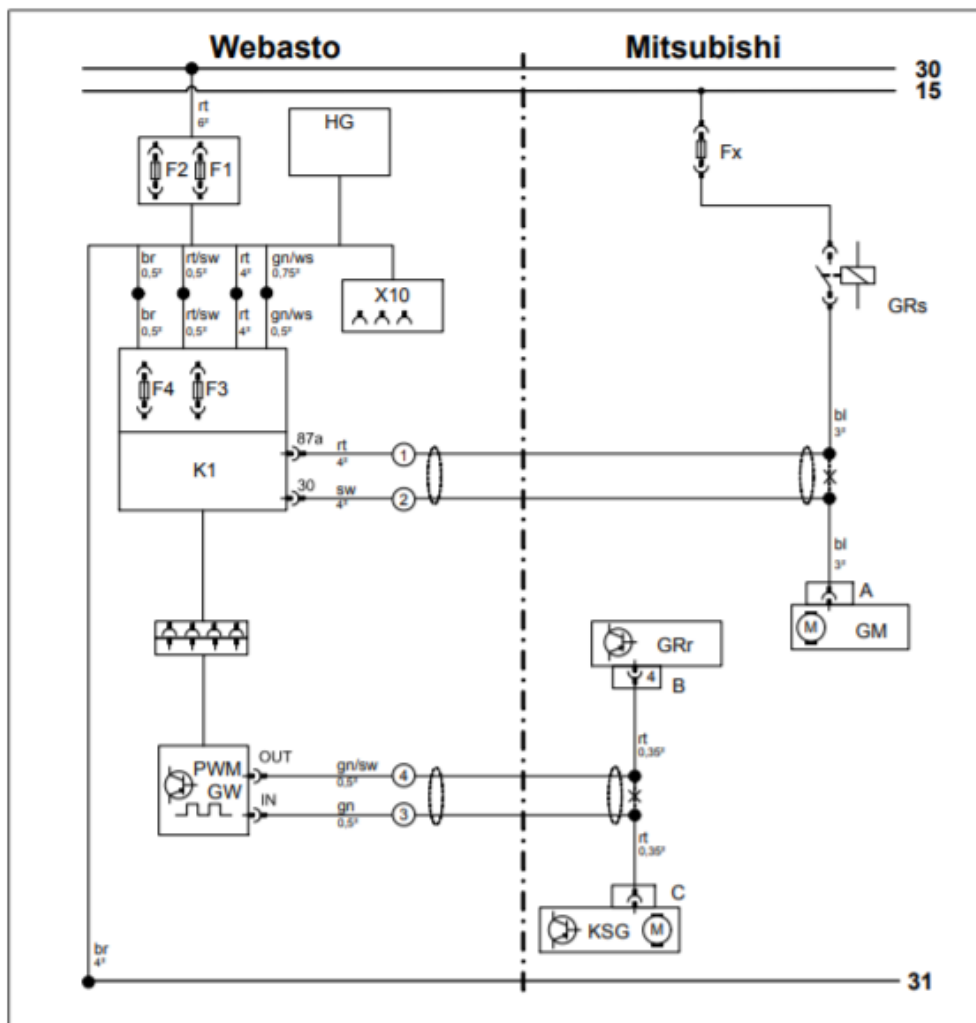 Webasto Mitsubishi
30
15
rt
6²
HG
F2 F1
Fx
br rt/sw rt gn/ws
0,5² 0,5² 4² 0,75²
X10
GRs
br rt/sw rt gn/ws
0,5² 0,5² 4² 0,5²
F4 F3
bl
3²
87a
rt
4²
1
K1
30
sw
4²
2
bl
3²
A
M GM
GRr
4 B
rt
0,35²
OUT
PWM
GW
gn/sw
0,5²
4
IN
gn
0,5²
3
rt
0,35²
C
KSG M
br
4²
31